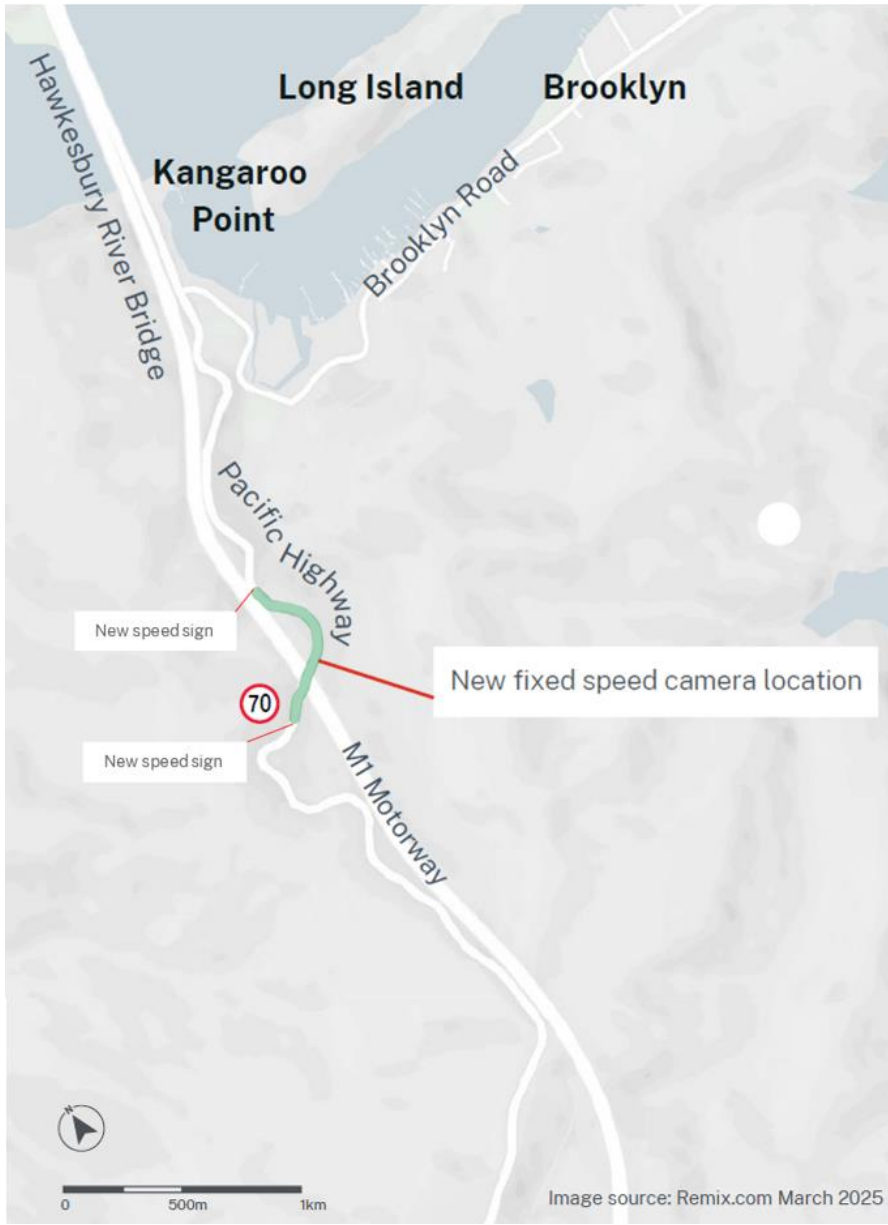 Long Island
Brooklyn
Hawkesbury River Bridge
Kangaroo
Point
Brooklyn Road
Pacific Highway
New speed sign
New fixed speed camera location
70
New speed sign
M1 Motorway
N
0 500m 1km
Image source: Remix.com March 2025